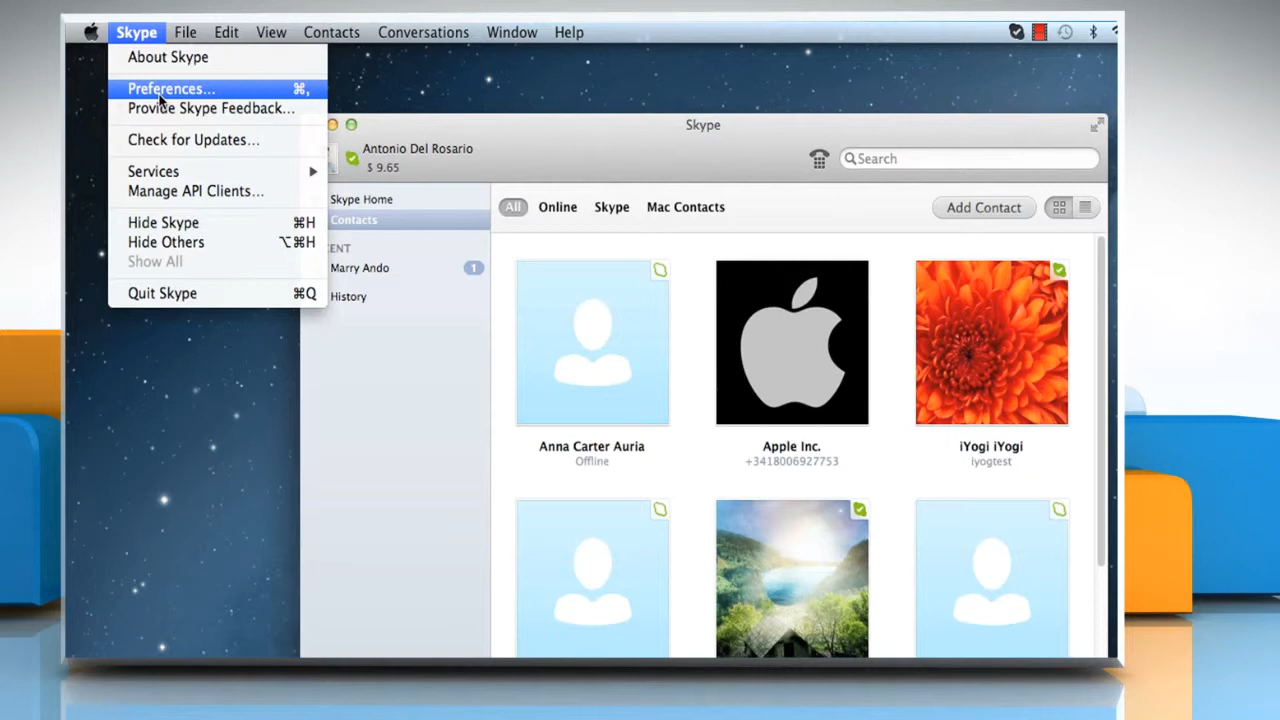 Skype File Edit View Contacts Conversations Window Help
About Skype
Preferences... ⌘,
Provide Skype Feedback...
Check for Updates...
Services
Manage API Clients...
Hide Skype ⌘H
Hide Others ⌥⌘H
Show All
Quit Skype ⌘Q
Skype
Antonio Del Rosario
$ 9.65
Search
Skype Home
Contacts
ENT
Marry Ando 1
History
All Online Skype Mac Contacts Add Contact
Anna Carter Auria
Offline
Apple Inc.
+3418006927753
iYogi iYogi
iyogtest